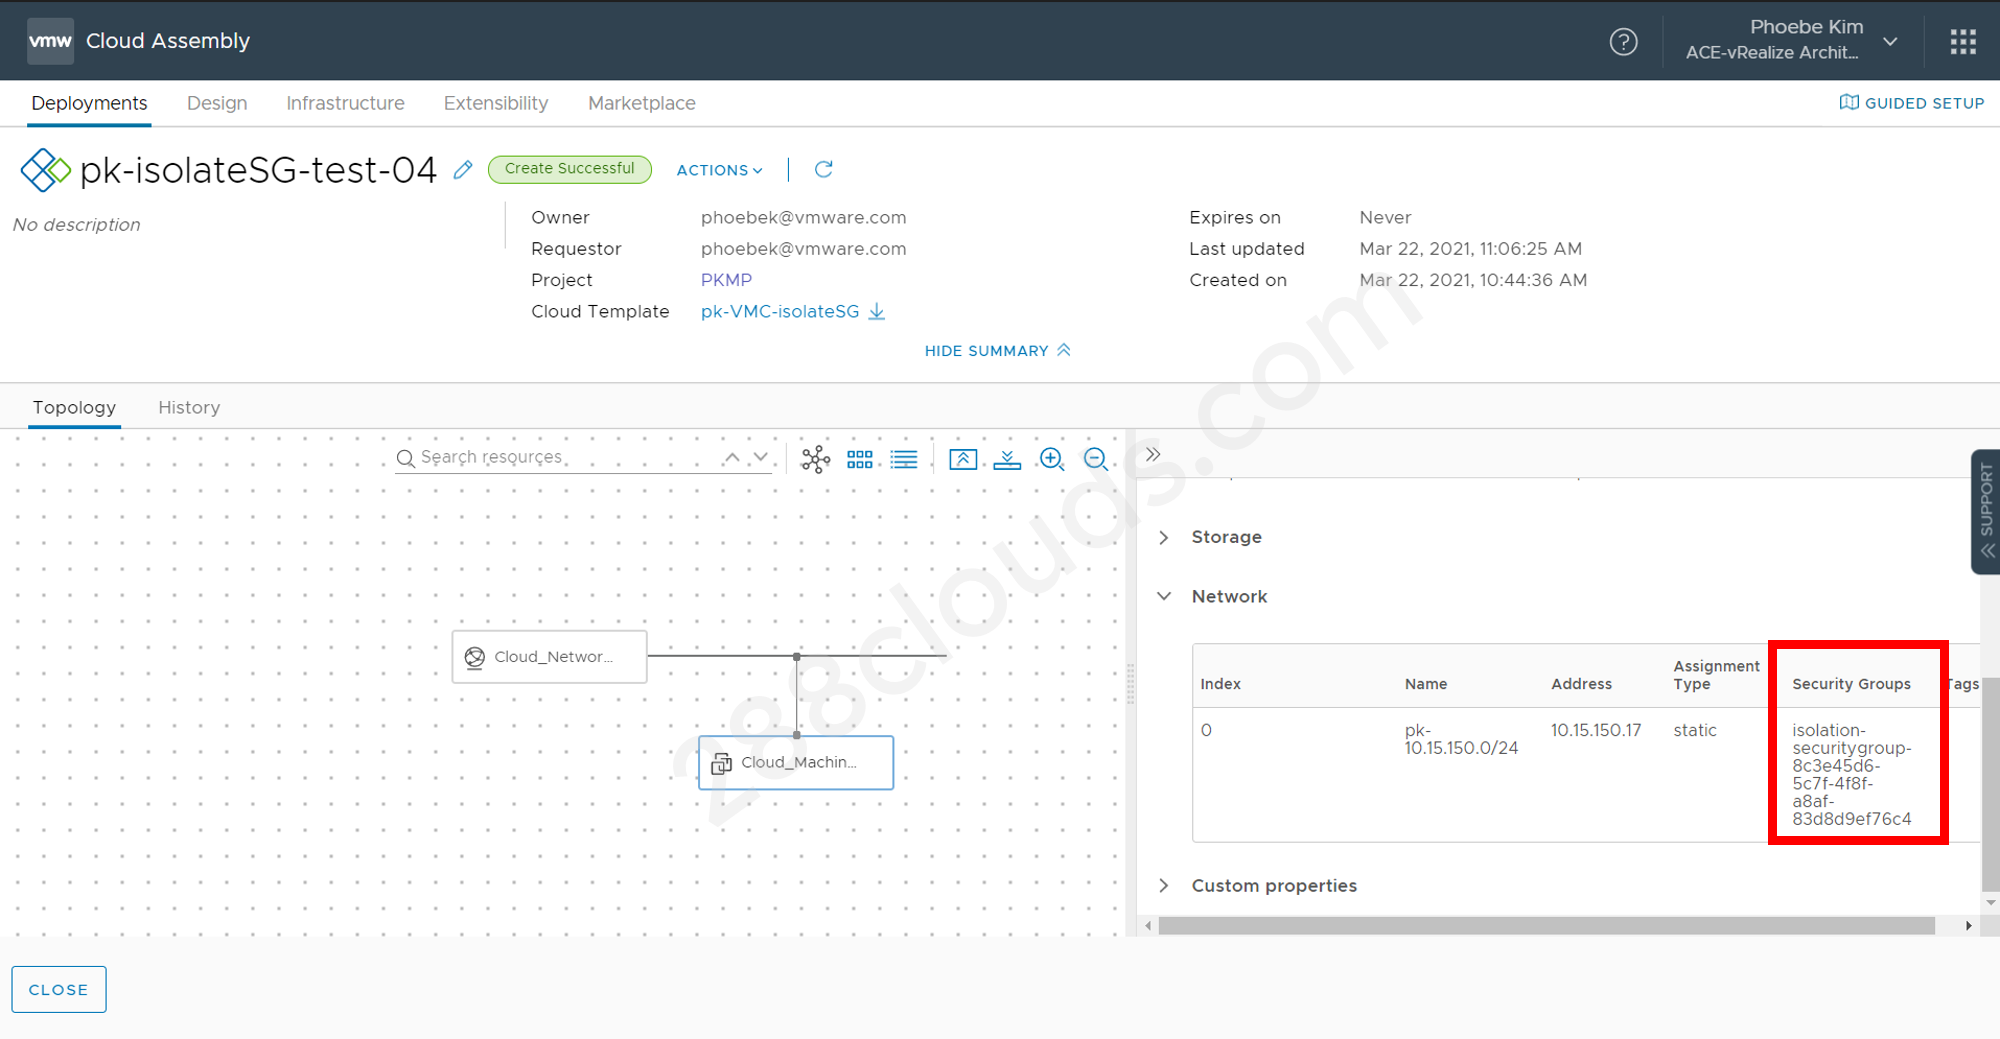 vmw Cloud Assembly
Phoebe Kim
ACE-vRealize Archit...
Deployments Design Infrastructure Extensibility Marketplace
GUIDED SETUP
pk-isolateSG-test-04 Create Successful ACTIONS
No description
Owner phoebek@vmware.com
Requestor phoebek@vmware.com
Project PKMP
Cloud Template pk-VMC-isolateSG
Expires on Never
Last updated Mar 22, 2021, 11:06:25 AM
Created on Mar 22, 2021, 10:44:36 AM
HIDE SUMMARY
Topology History
Search resources
SUPPORT
Storage
Network
Cloud_Networ...
Cloud_Machin...
Index Name Address Assignment Type Security Groups Tags
0 pk-10.15.150.0/24 10.15.150.17 static
isolation-
securitygroup-
8c3e45d6-
5c7f-4f8f-
a8af-
83d8d9ef76c4
Custom properties
CLOSE
288clouds.com